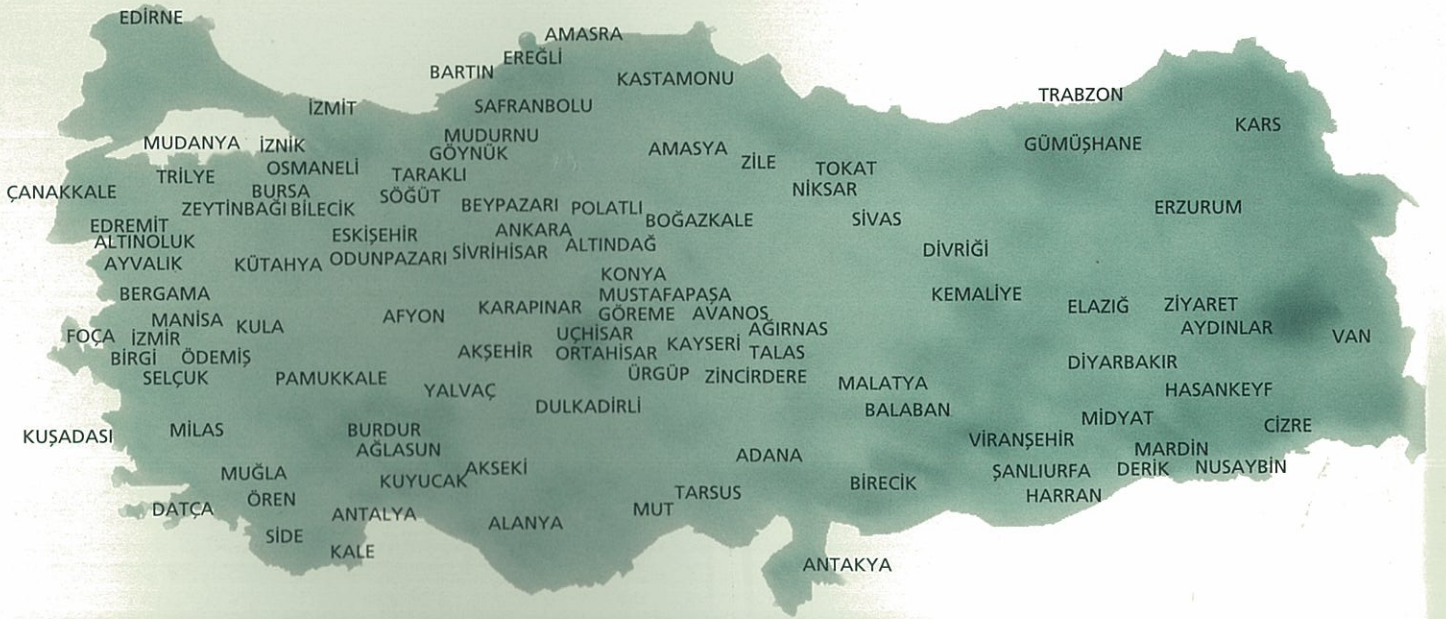 EDİRNE
AMASRA
EREĞLİ
BARTIN
KASTAMONU
TRABZON
İZMİT
SAFRANBOLU
KARS
MUDANYA
İZNİK
MUDURNU
GÖYNÜK
AMASYA
GÜMÜŞHANE
ZİLE
TOKAT
OSMANELİ
TRİLYE
TARAKLI
NİKSAR
ÇANAKKALE
BURSA
SÖĞÜT
ZEYTİNBAĞI
BİLECİK
BEYPAZARI
POLATLI
BOĞAZKALE
SİVAS
ERZURUM
EDREMİT
ALTINOLUK
ESKİŞEHİR
ANKARA
ALTINDAĞ
DİVRİĞİ
AYVALIK
KÜTAHYA
ODUNPAZARI
SİVRİHİSAR
KONYA
BERGAMA
MUSTAFAPAŞA
KEMALİYE
ELAZIĞ
ZİYARET
KARAPINAR
GÖREME
AVANOS
MANİSA
KULA
AFYON
AĞIRNAS
AYDINLAR
FOÇA
İZMİR
UÇHİSAR
KAYSERİ
VAN
BİRGİ
ÖDEMİŞ
AKŞEHİR
ORTAHİSAR
TALAS
DİYARBAKIR
SELÇUK
PAMUKKALE
ÜRGÜP
ZİNCİRDERE
YALVAÇ
MALATYA
HASANKEYF
DULKADİRLİ
BALABAN
MİDYAT
CİZRE
KUŞADASI
MİLAS
BURDUR
VİRANŞEHİR
AĞLASUN
ADANA
MARDİN
MUĞLA
KUYUCAK
AKSEKİ
BİRECİK
ŞANLIURFA
DERİK
NUSAYBİN
ÖREN
TARSUS
HARRAN
DATÇA
ANTALYA
MUT
ALANYA
SİDE
KALE
ANTAKYA